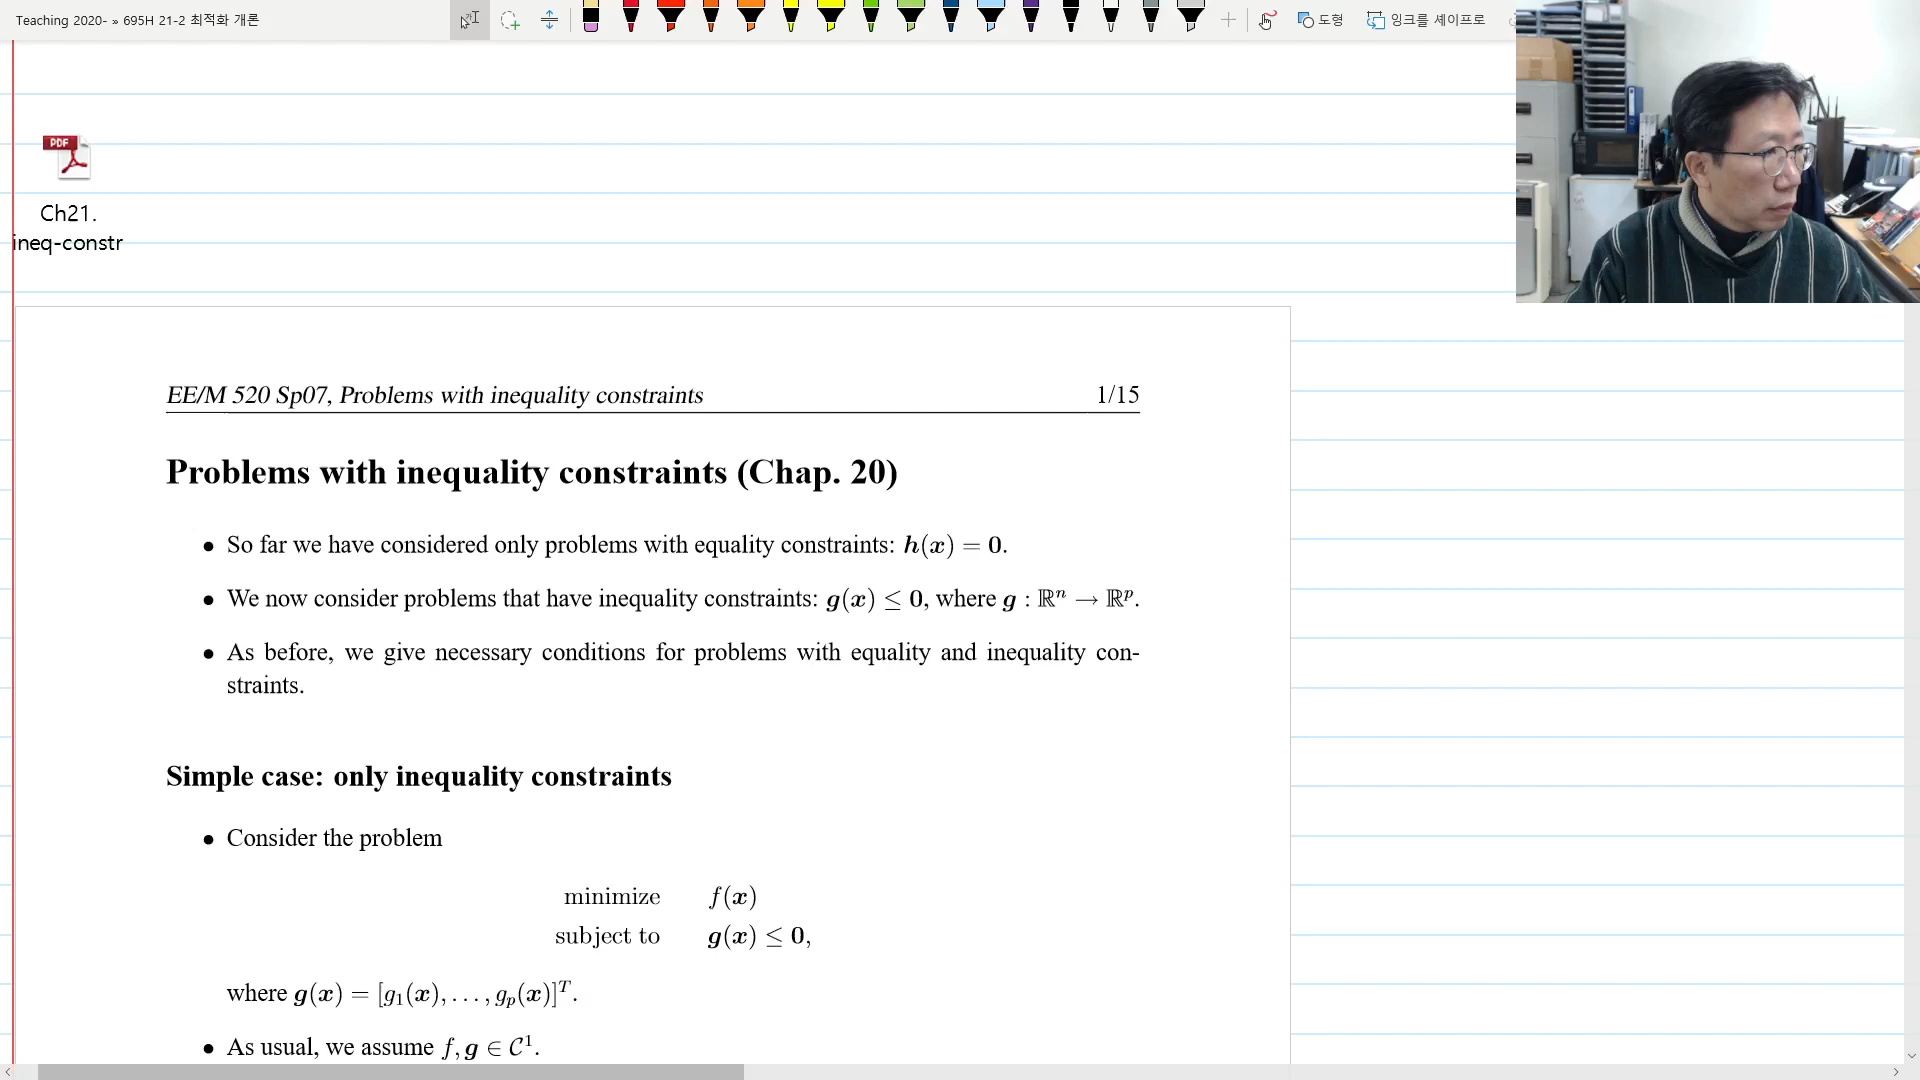 Teaching 2020- » 695H 21-2 최적화 개론
도형
잉크를 셰이프로
PDF
Ch21.
ineq-constr
EE/M 520 Sp07, Problems with inequality constraints 1/15
Problems with inequality constraints (Chap. 20)
• So far we have considered only problems with equality constraints: h(x) = 0.
• We now consider problems that have inequality constraints: g(x) ≤ 0, where g : ℝⁿ → ℝᵖ.
• As before, we give necessary conditions for problems with equality and inequality con-
straints.
Simple case: only inequality constraints
• Consider the problem
minimize f(x)
subject to g(x) ≤ 0,
where g(x) = [g₁(x), . . . , gₚ(x)]ᵀ.
• As usual, we assume f, g ∈ 𝒞¹.